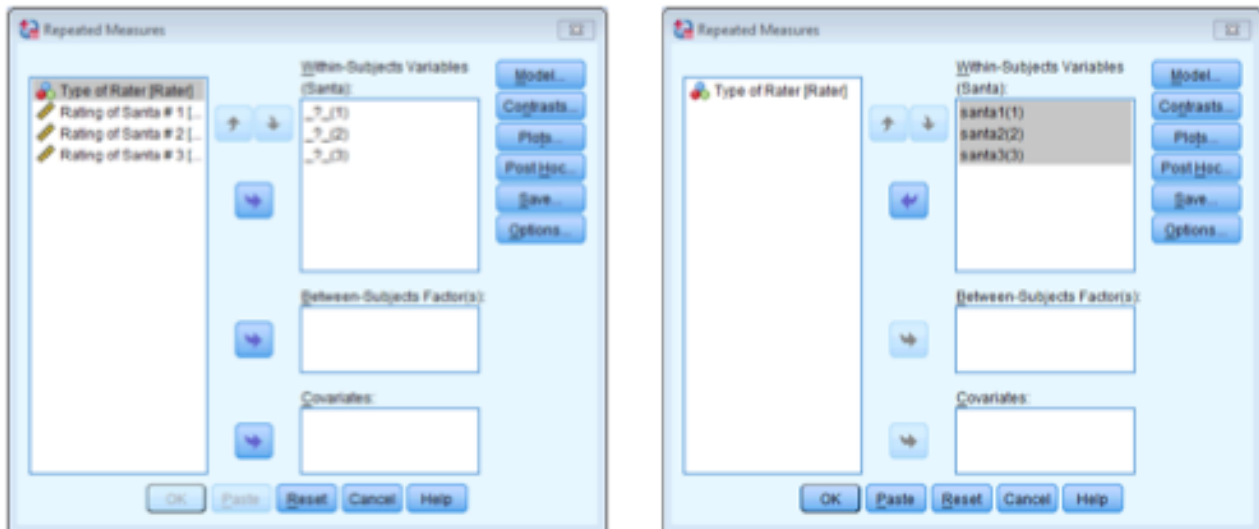 Repeated Measures
Type of Rater [Rater]
Rating of Santa # 1 [...
Rating of Santa # 2 [...
Rating of Santa # 3 [...
Within-Subjects Variables
(Santa):
_?_(1)
_?_(2)
_?_(3)
Model...
Contrasts...
Plots...
Post Hoc...
Save...
Options...
Between-Subjects Factor(s):
Covariates:
OK Paste Reset Cancel Help
Repeated Measures
Type of Rater [Rater]
Within-Subjects Variables
(Santa):
santa1(1)
santa2(2)
santa3(3)
Model...
Contrasts...
Plots...
Post Hoc...
Save...
Options...
Between-Subjects Factor(s):
Covariates:
OK Paste Reset Cancel Help